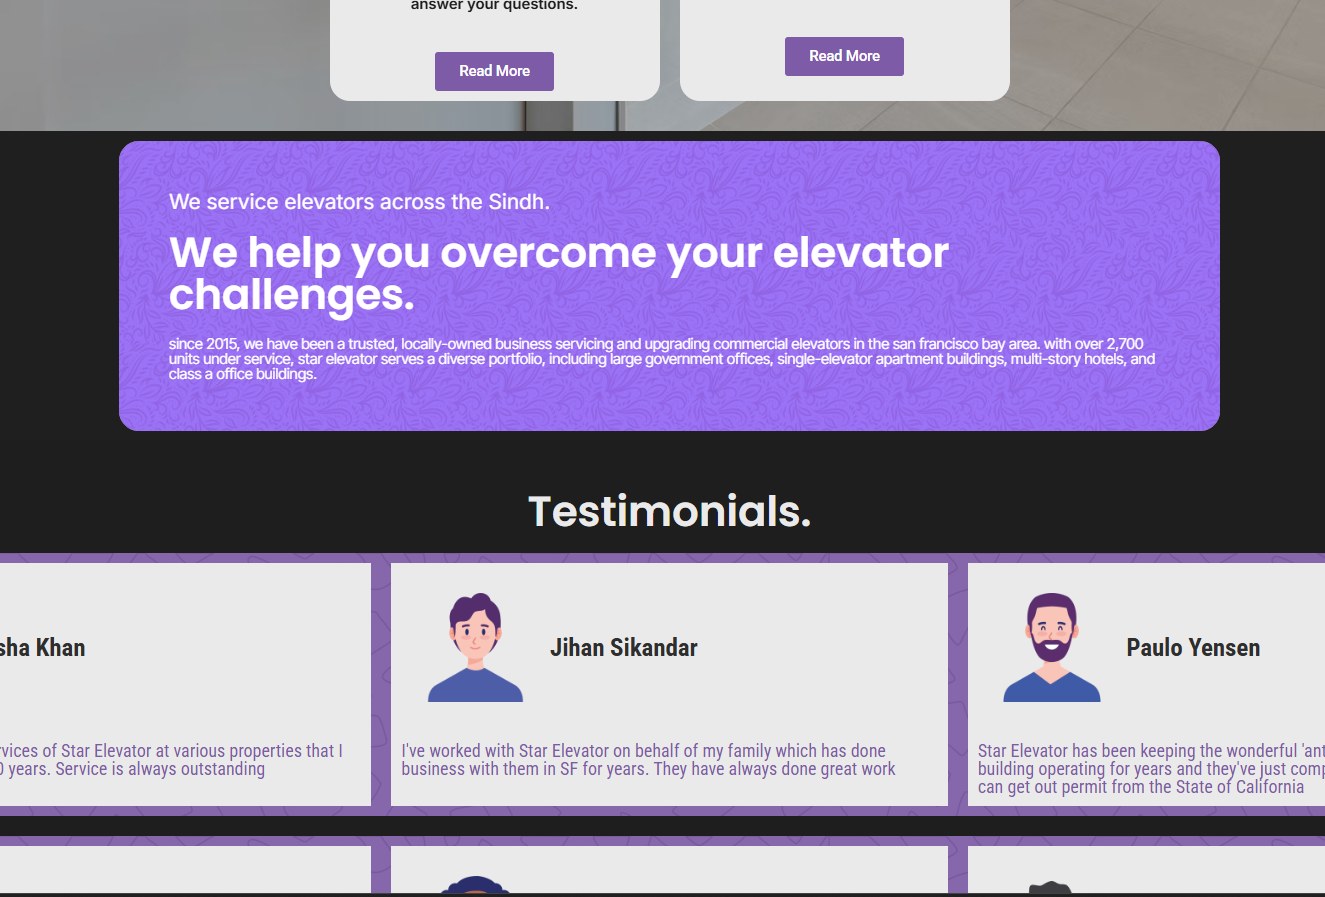 answer your questions.
Read More
Read More
We service elevators across the Sindh.
We help you overcome your elevator
challenges.
since 2015, we have been a trusted, locally-owned business servicing and upgrading commercial elevators in the san francisco bay area. with over 2,700
units under service, star elevator serves a diverse portfolio, including large government offices, single-elevator apartment buildings, multi-story hotels, and
class a office buildings.
Testimonials.
sha Khan
rvices of Star Elevator at various properties that I
0 years. Service is always outstanding
Jihan Sikandar
I've worked with Star Elevator on behalf of my family which has done
business with them in SF for years. They have always done great work
Paulo Yensen
Star Elevator has been keeping the wonderful 'ant
building operating for years and they've just comp
can get out permit from the State of California